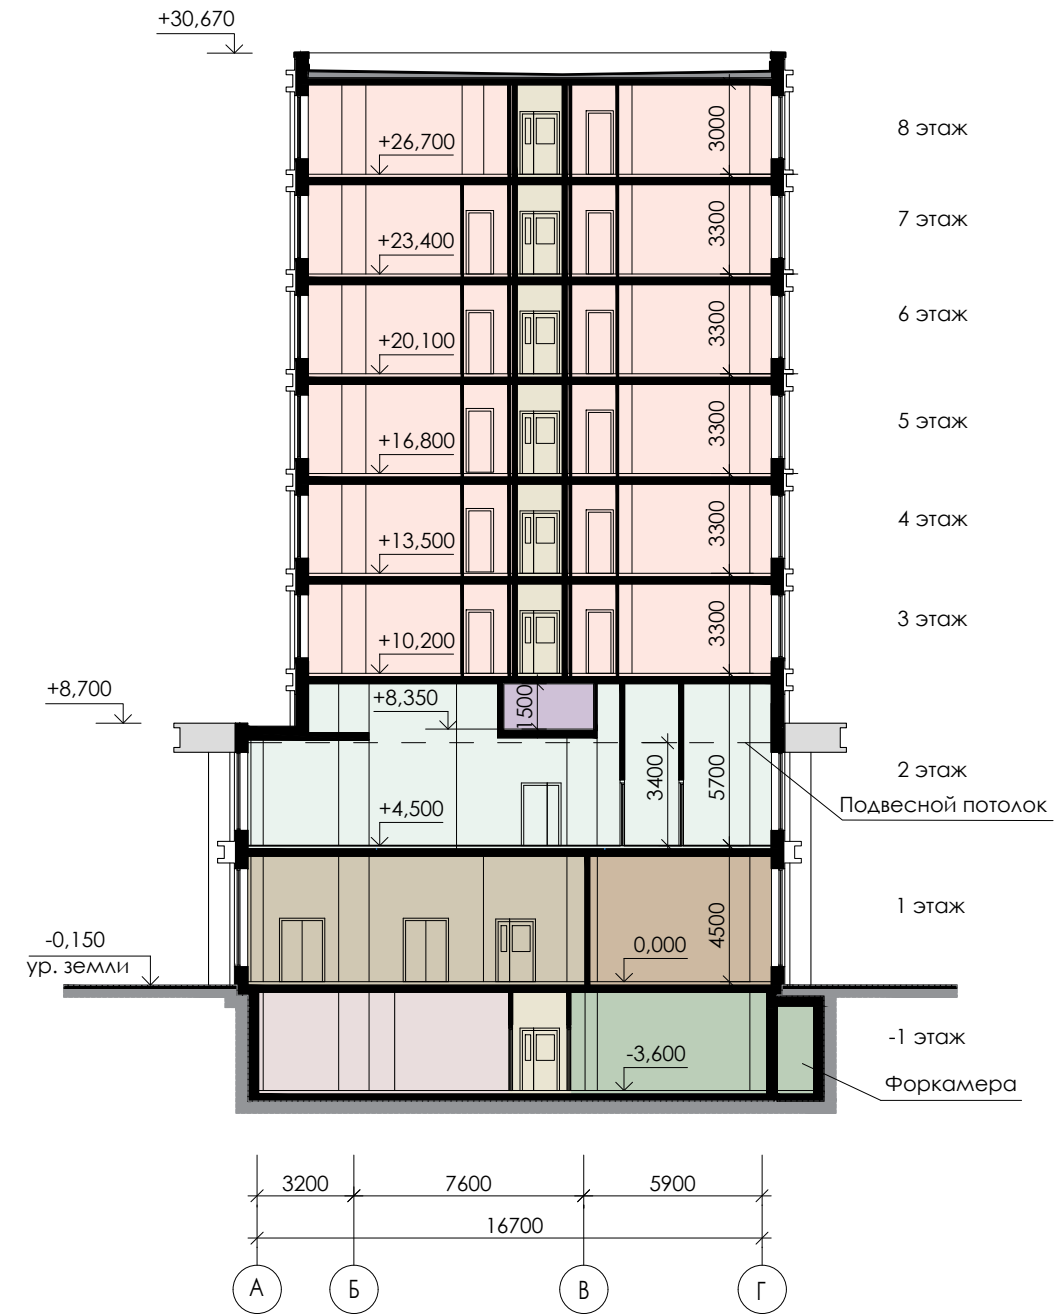 +30,670
8 этаж
+26,700
3000
7 этаж
+23,400
3300
6 этаж
+20,100
3300
5 этаж
+16,800
3300
4 этаж
+13,500
3300
3 этаж
+10,200
3300
+8,700
+8,350
1500
2 этаж
3400
5700
Подвесной потолок
+4,500
1 этаж
4500
-0,150
0,000
ур. земли
-1 этаж
-3,600
Форкамера
3200
7600
5900
16700
А
Б
В
Г